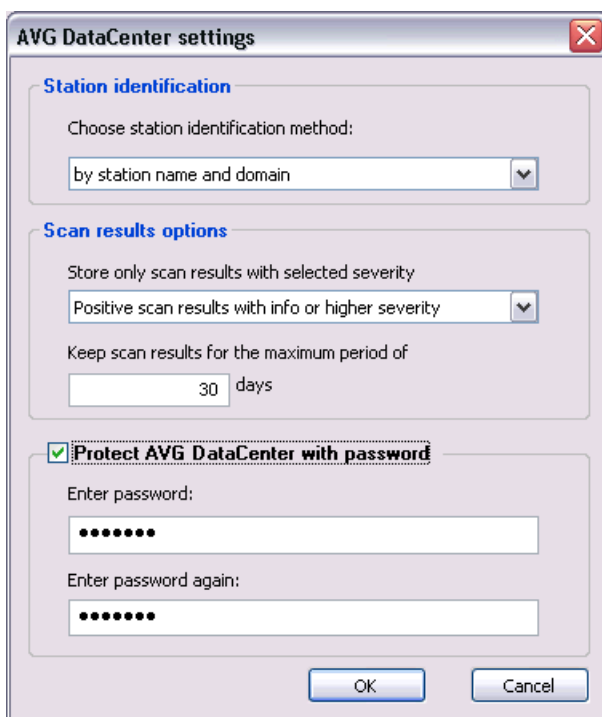 AVG DataCenter settings
Station identification
Choose station identification method:
by station name and domain
Scan results options
Store only scan results with selected severity
Positive scan results with info or higher severity
Keep scan results for the maximum period of
30 days
Protect AVG DataCenter with password
Enter password:
•••••••
Enter password again:
•••••••
OK Cancel